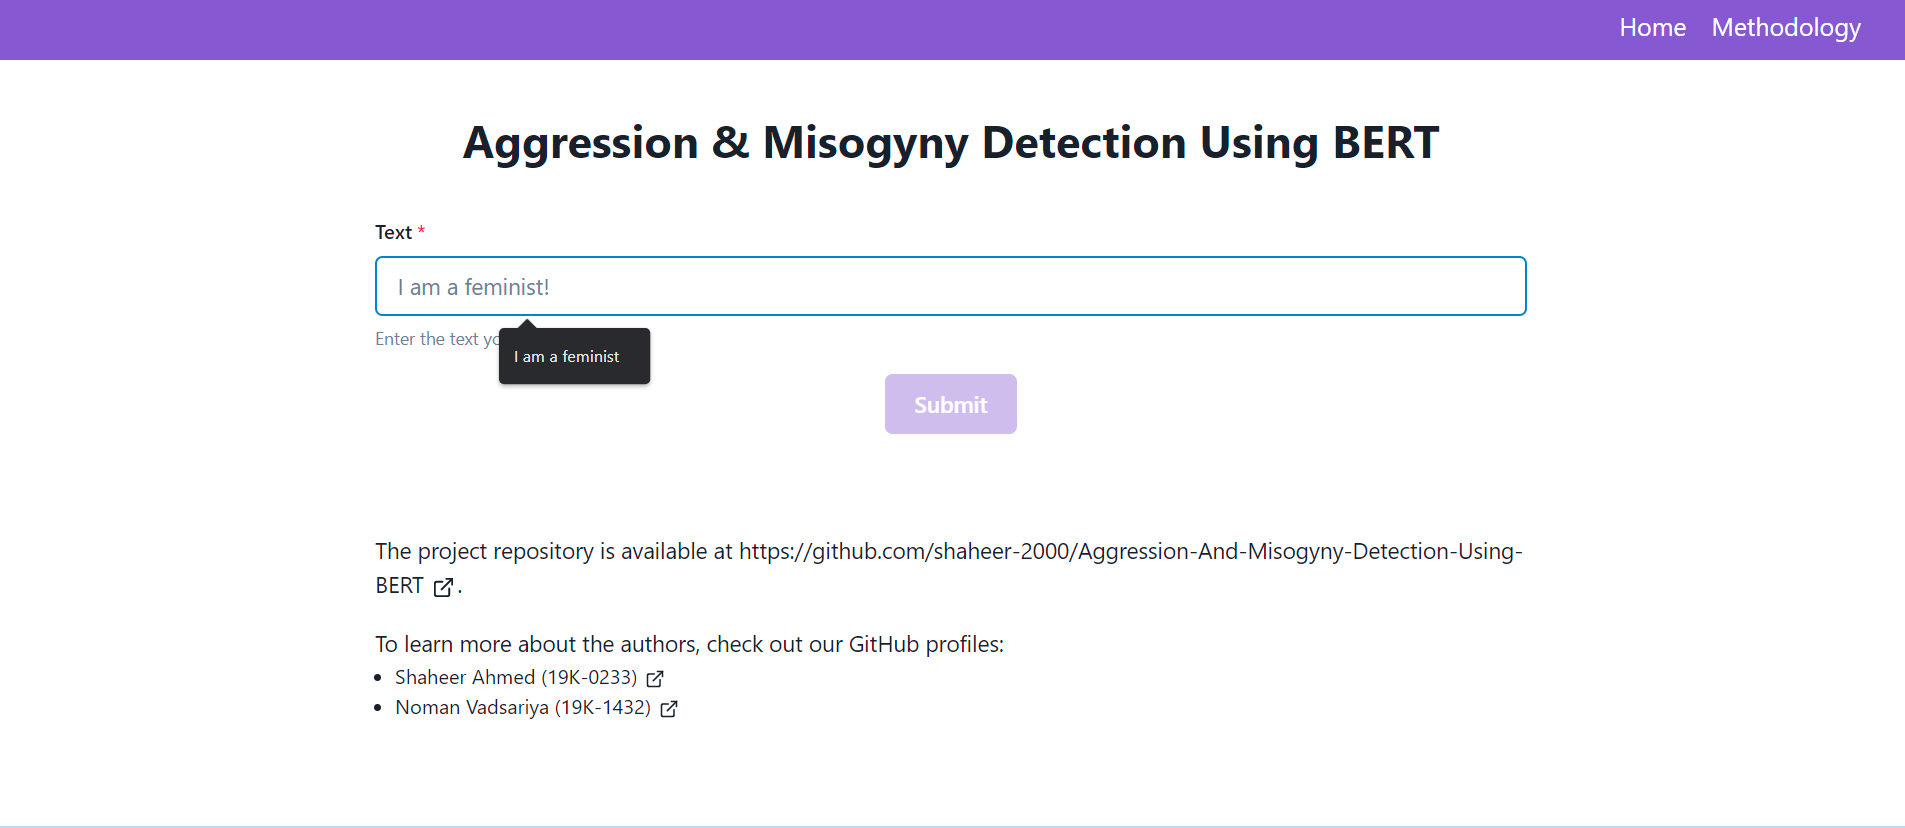 Home Methodology
Aggression & Misogyny Detection Using BERT
Text *
I am a feminist!
Enter the text
I am a feminist
Submit
The project repository is available at https://github.com/shaheer-2000/Aggression-And-Misogyny-Detection-Using-
BERT .
To learn more about the authors, check out our GitHub profiles:
• Shaheer Ahmed (19K-0233)
• Noman Vadsariya (19K-1432)